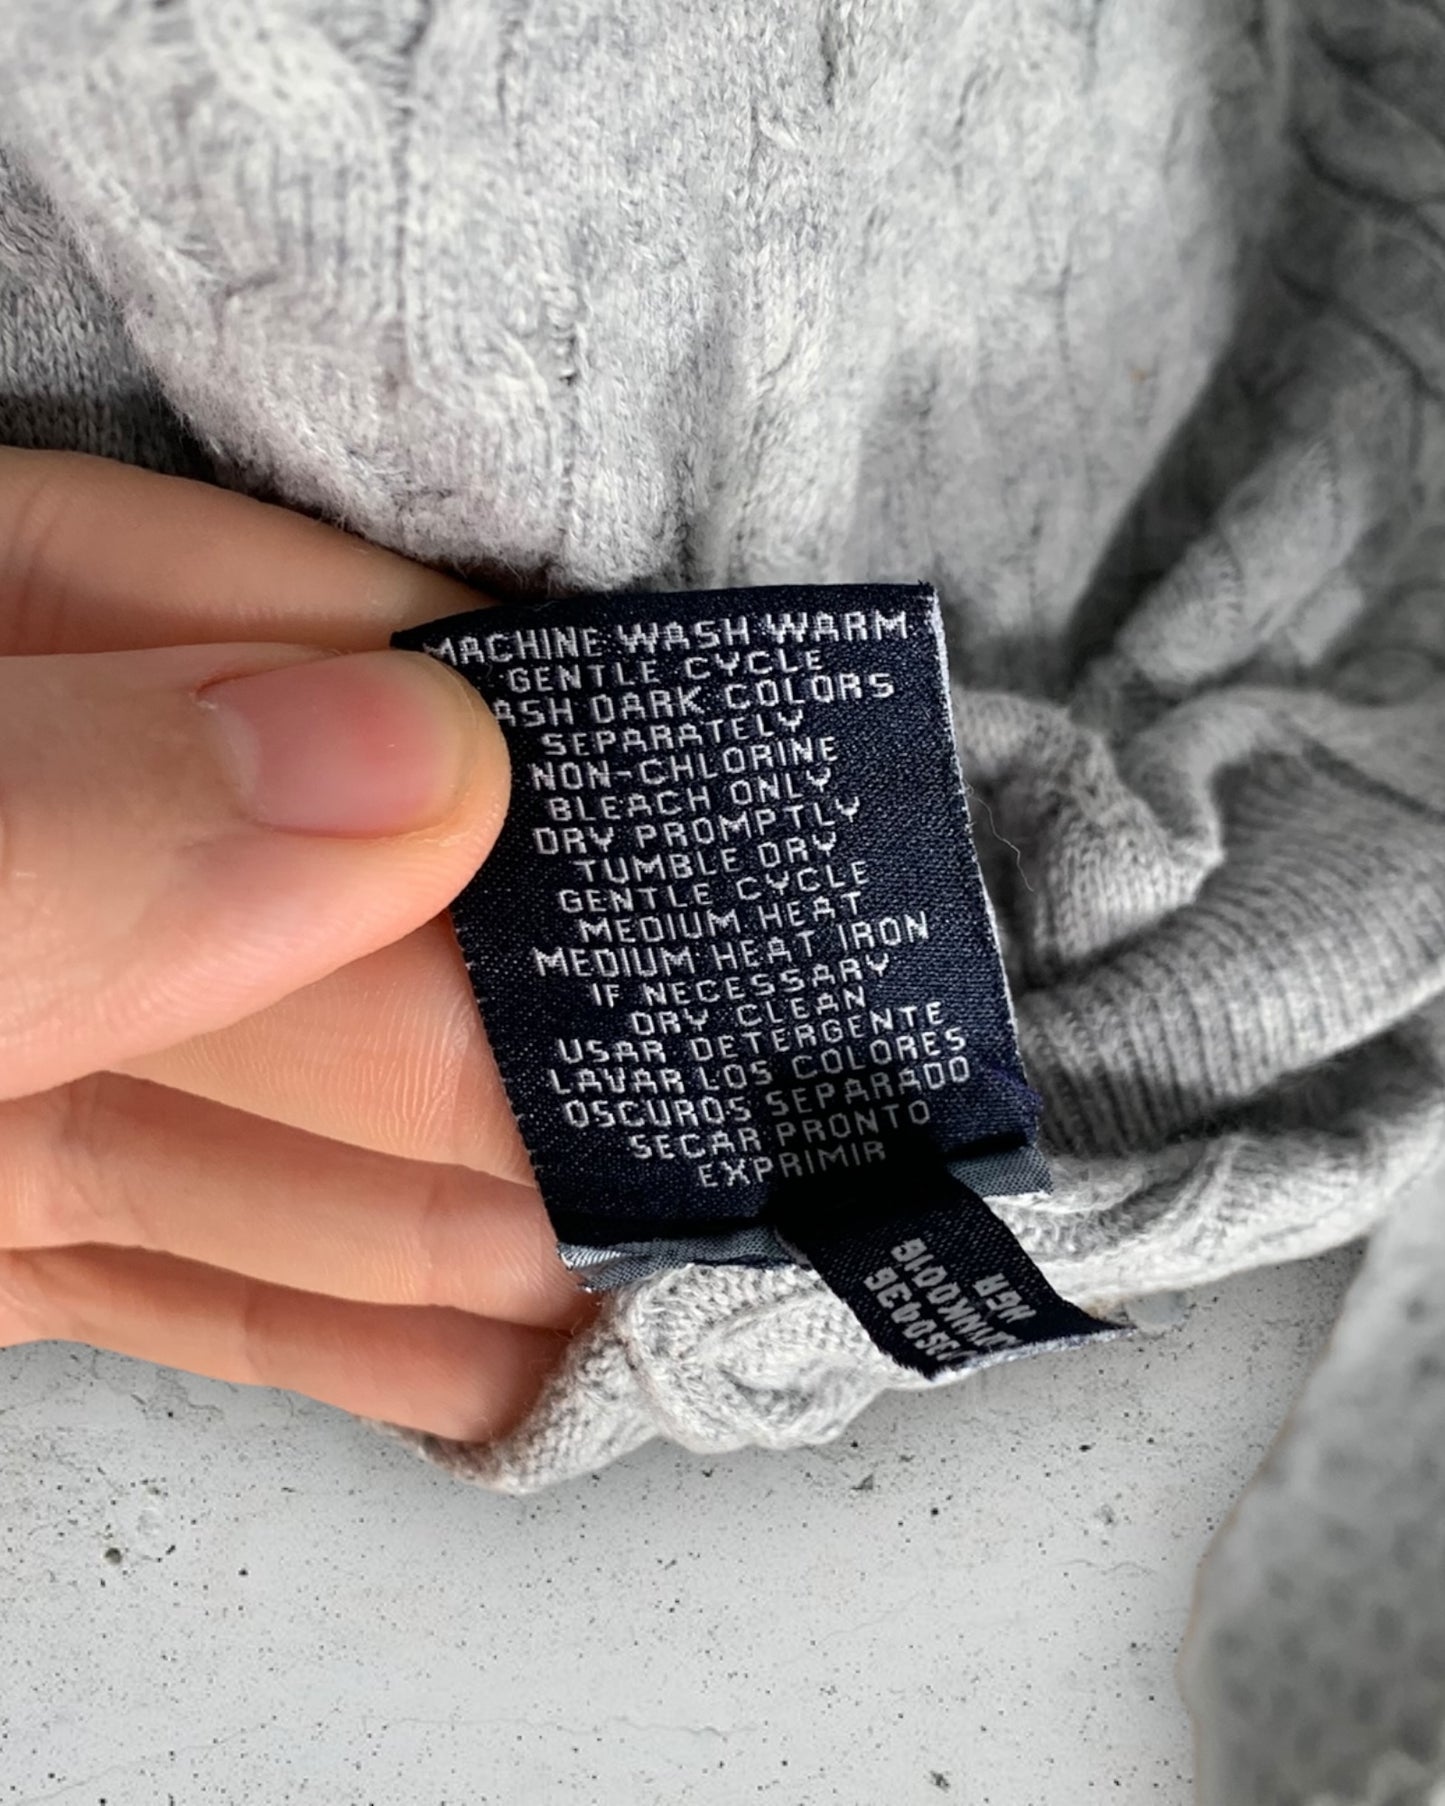 MACHINE WASH WARM
GENTLE CYCLE
DARK COLORS
SEPARATELY
NON-CHLORINE
BLEACH ONLY
DRY PROMPTLY
TUMBLE DRY
GENTLE CYCLE
MEDIUM HEAT
MEDIUM HEAT IRON
IF NECESSARY
DRY CLEAN
USAR DETERGENTE
LAVAR LOS COLORES
OSCUROS SEPARADO
SECAR PRONTO
EXPRIMIR